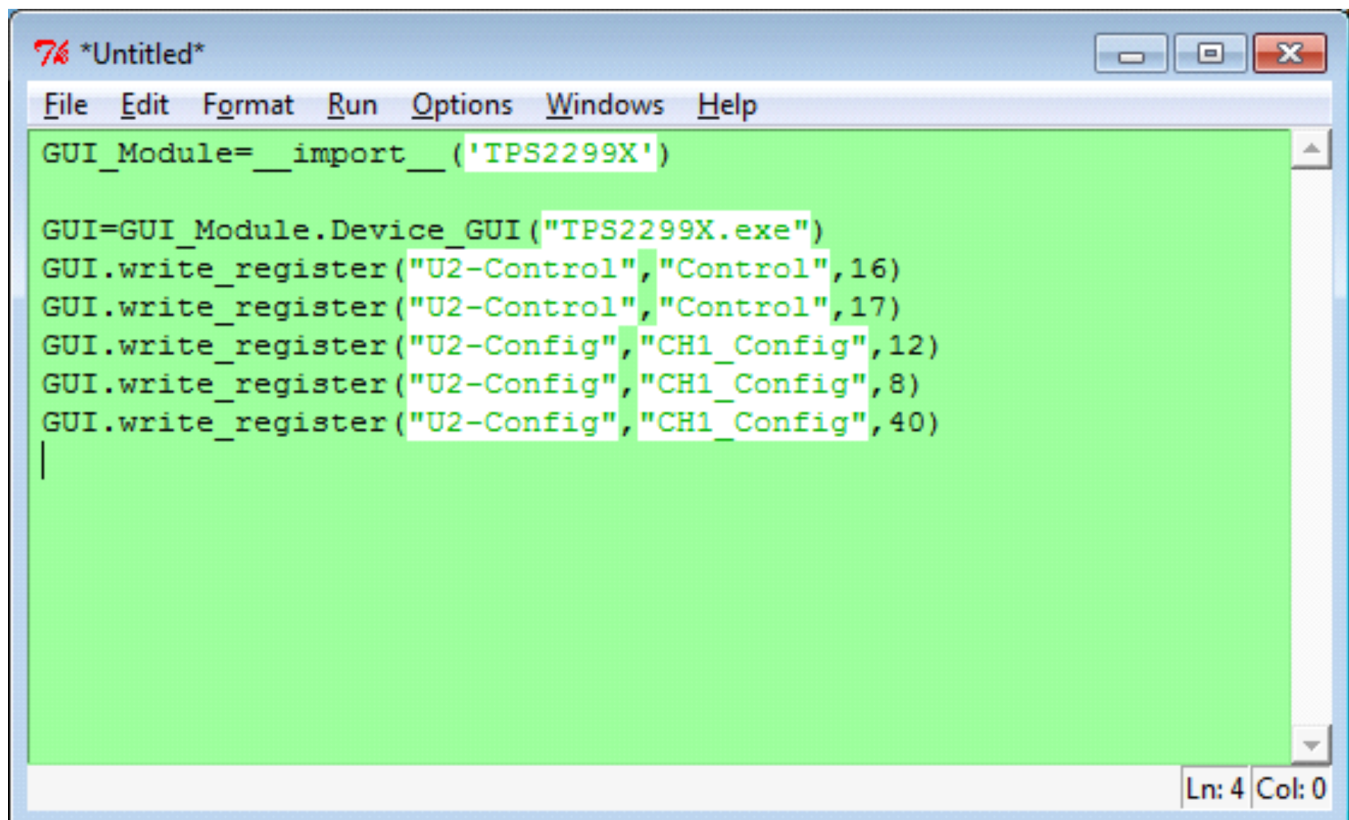 *Untitled*
File Edit Format Run Options Windows Help
GUI_Module=__import__('TPS2299X')
GUI=GUI_Module.Device_GUI("TPS2299X.exe")
GUI.write_register("U2-Control","Control",16)
GUI.write_register("U2-Control","Control",17)
GUI.write_register("U2-Config","CH1_Config",12)
GUI.write_register("U2-Config","CH1_Config",8)
GUI.write_register("U2-Config","CH1_Config",40)
Ln: 4 Col: 0